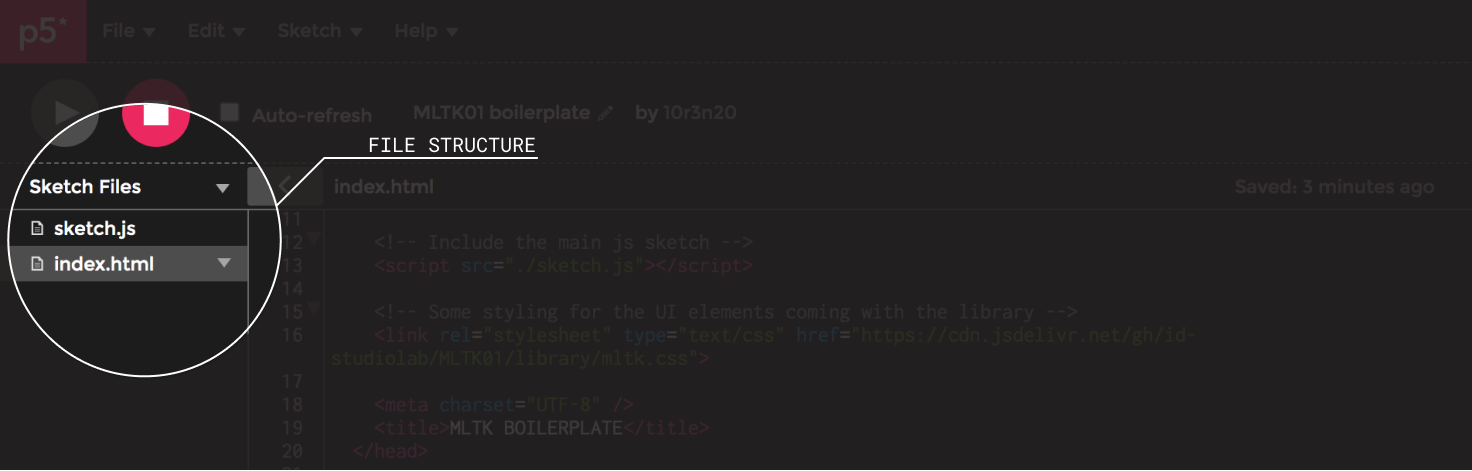 p5* File Edit Sketch Help
Auto-refresh MLTK01 boilerplate by 10r3n20
FILE STRUCTURE
Sketch Files index.html Saved: 3 minutes ago
11
sketch.js
12 <!-- Include the main js sketch -->
13 <script src="./sketch.js"></script>
index.html
14
15 <!-- Some styling for the UI elements coming with the library -->
16 <link rel="stylesheet" type="text/css" href="https://cdn.jsdelivr.net/gh/id-
studiolab/MLTK01/library/mltk.css">
17
18 <meta charset="UTF-8" />
19 <title>MLTK BOILERPLATE</title>
20 </head>